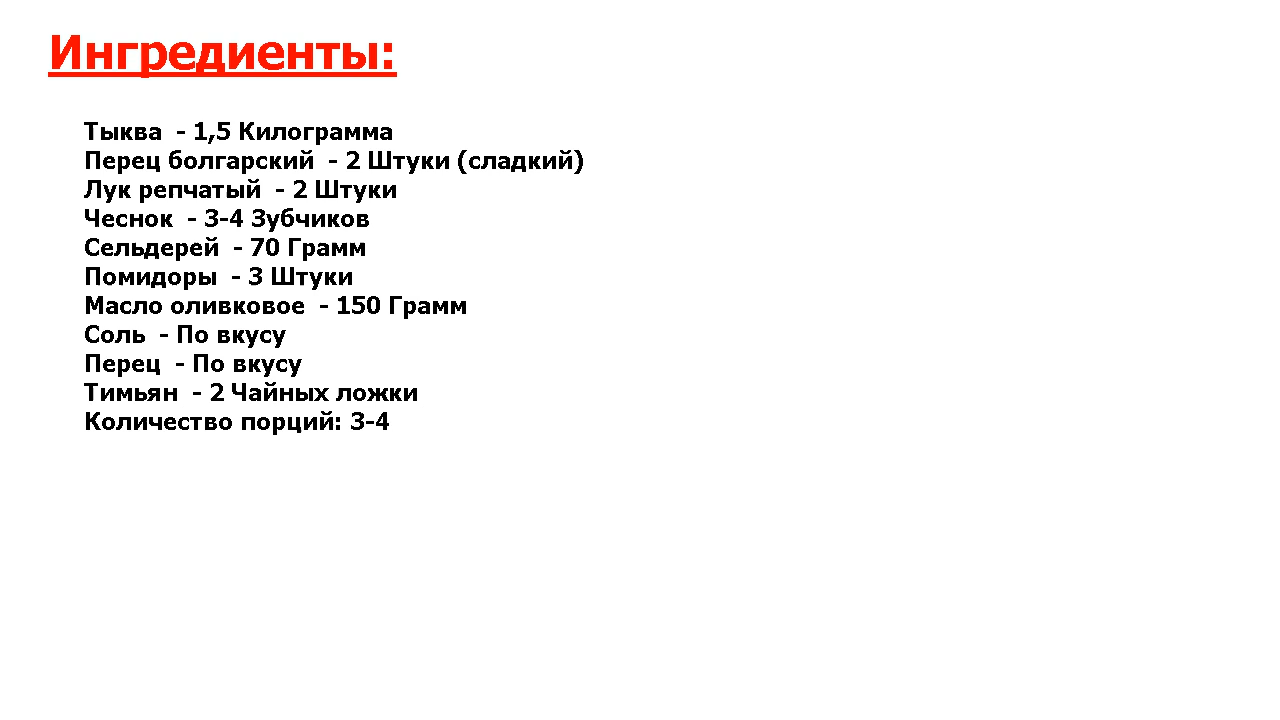 Ингредиенты:
Тыква  - 1,5 Килограмма
Перец болгарский  - 2 Штуки (сладкий)
Лук репчатый  - 2 Штуки
Чеснок  - 3-4 Зубчиков
Сельдерей  - 70 Грамм
Помидоры  - 3 Штуки
Масло оливковое  - 150 Грамм
Соль  - По вкусу
Перец  - По вкусу
Тимьян  - 2 Чайных ложки
Количество порций: 3-4